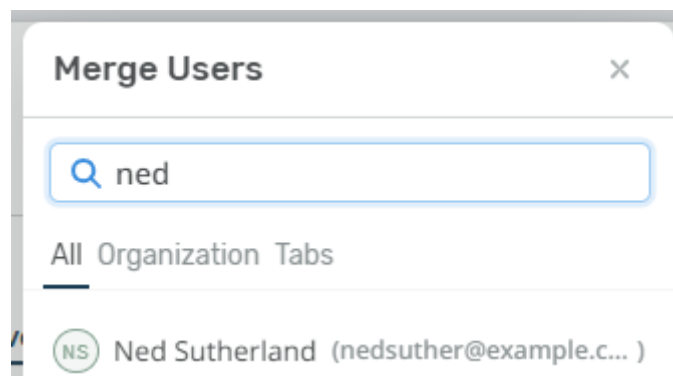 Merge Users
ned
All Organization Tabs
NS Ned Sutherland (nedsuther@example.c... )